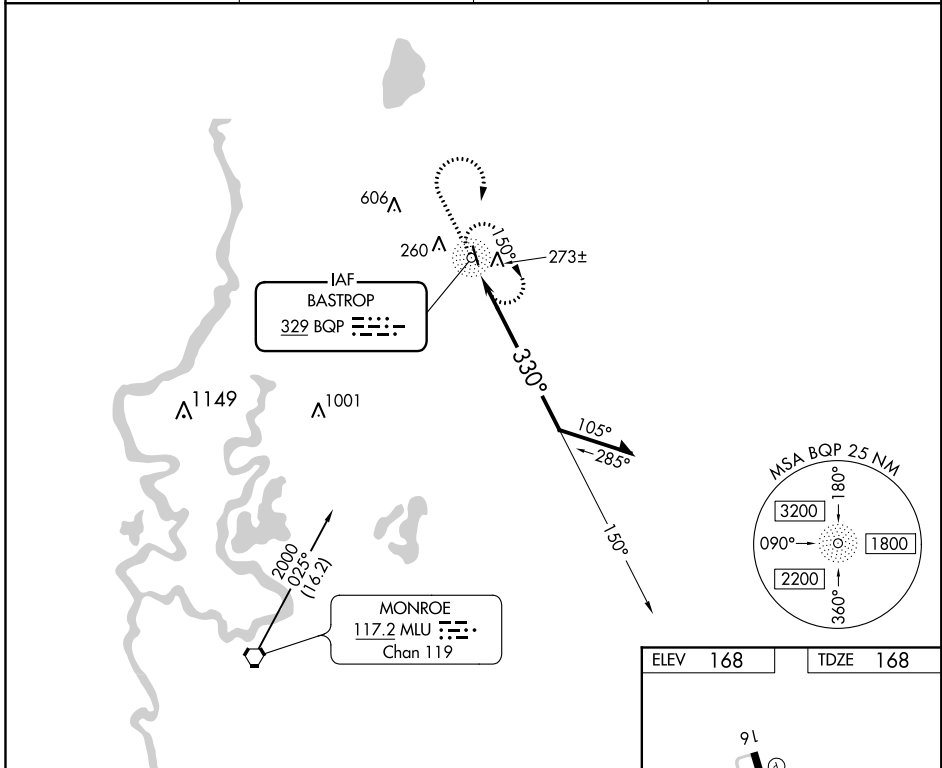 606
260
150°
273±
IAF
BASTROP
329 BQP
330°
1149
1001
105°
285°
MSA BQP 25 NM
180°
3200
090°
1800
2200
360°
150°
2000
025°
(16.2)
MONROE
117.2 MLU
Chan 119
ELEV 168
TDZE 168
16